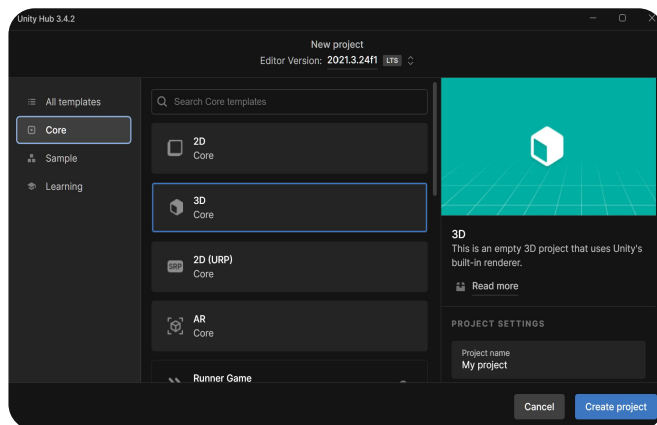 Unity Hub 3.4.2
New project
Editor Version: 2021.3.24f1 LTS
All templates
Core
Sample
Learning
Search Core templates
2D
Core
3D
Core
SRP
2D (URP)
Core
AR
Core
Runner Game
3D
This is an empty 3D project that uses Unity's
built-in renderer.
Read more
PROJECT SETTINGS
Project name
My project
Cancel
Create project